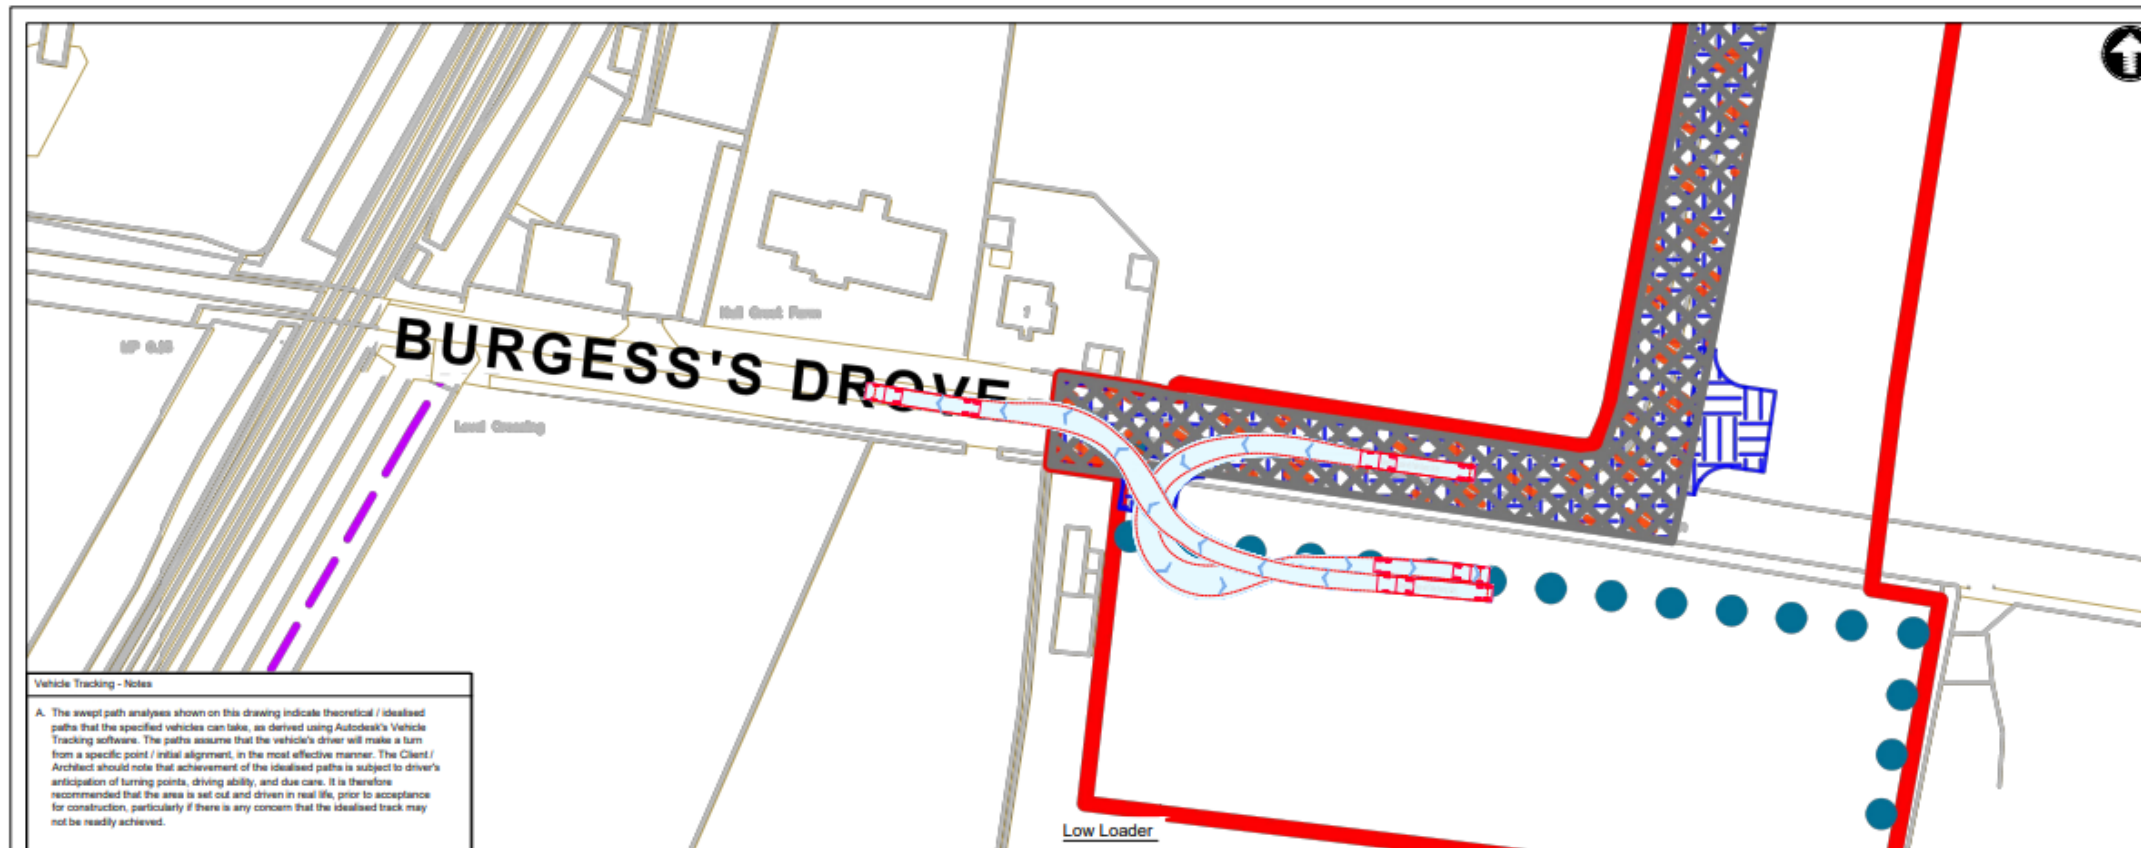 BURGESS'S DROVE
Hall Croft Farm
1
Level Crossing
Vehicle Tracking - Notes
A. The swept path analyses shown on this drawing indicate theoretical / idealised
paths that the specified vehicles can take, as derived using Autodesk's Vehicle
Tracking software. The paths assume that the vehicle's driver will make a turn
from a specific point / initial alignment, in the most effective manner. The Client /
Architect should note that achievement of the idealised paths is subject to driver's
anticipation of turning points, driving ability, and due care. It is therefore
recommended that the area is set out and driven in real life, prior to acceptance
for construction, particularly if there is any concern that the idealised track may
not be readily achieved.
Low Loader